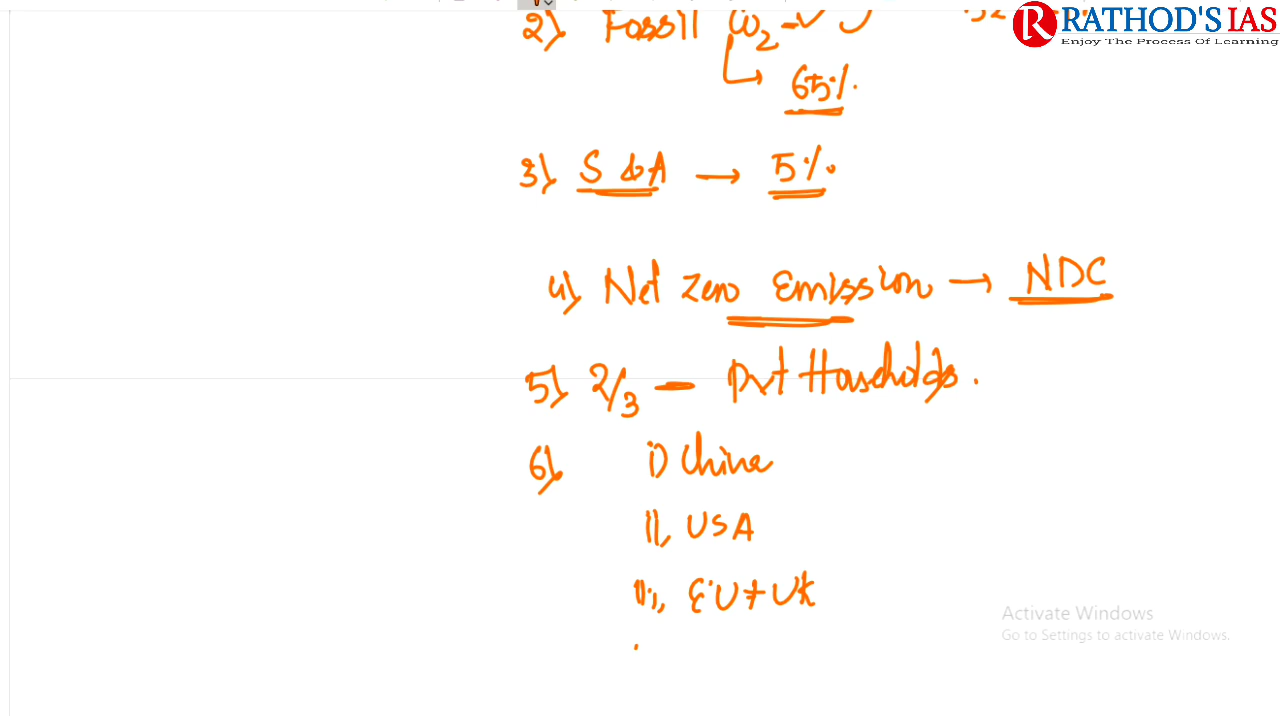 RATHOD'S IAS
Enjoy The Process Of Learning
2) Fossil CO2 -
65%
3) S & A → 5%
4) Net Zero Emission → NDC
5) 2/3 - Pvt Households.
6) i) China
ii, USA
iii, EU + UK
Activate Windows
Go to Settings to activate Windows.